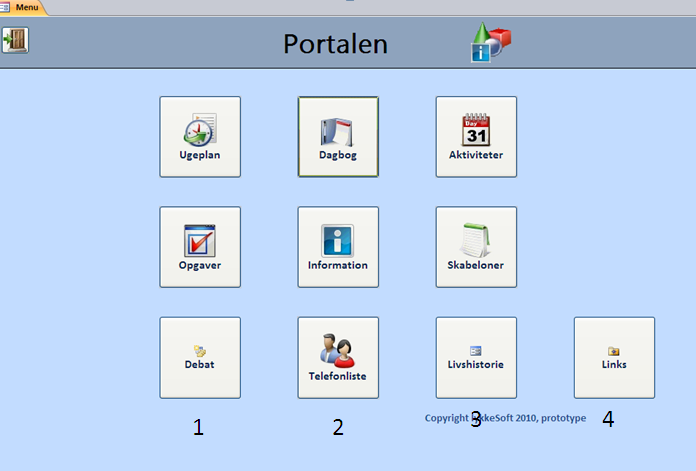 Menu
Portalen
Ugeplan
Dagbog
Day
31
Aktiviteter
Opgaver
Information
Skabeloner
Debat
Telefonliste
Livshistorie
Links
Copyright 2010, prototype
1
2
3
4